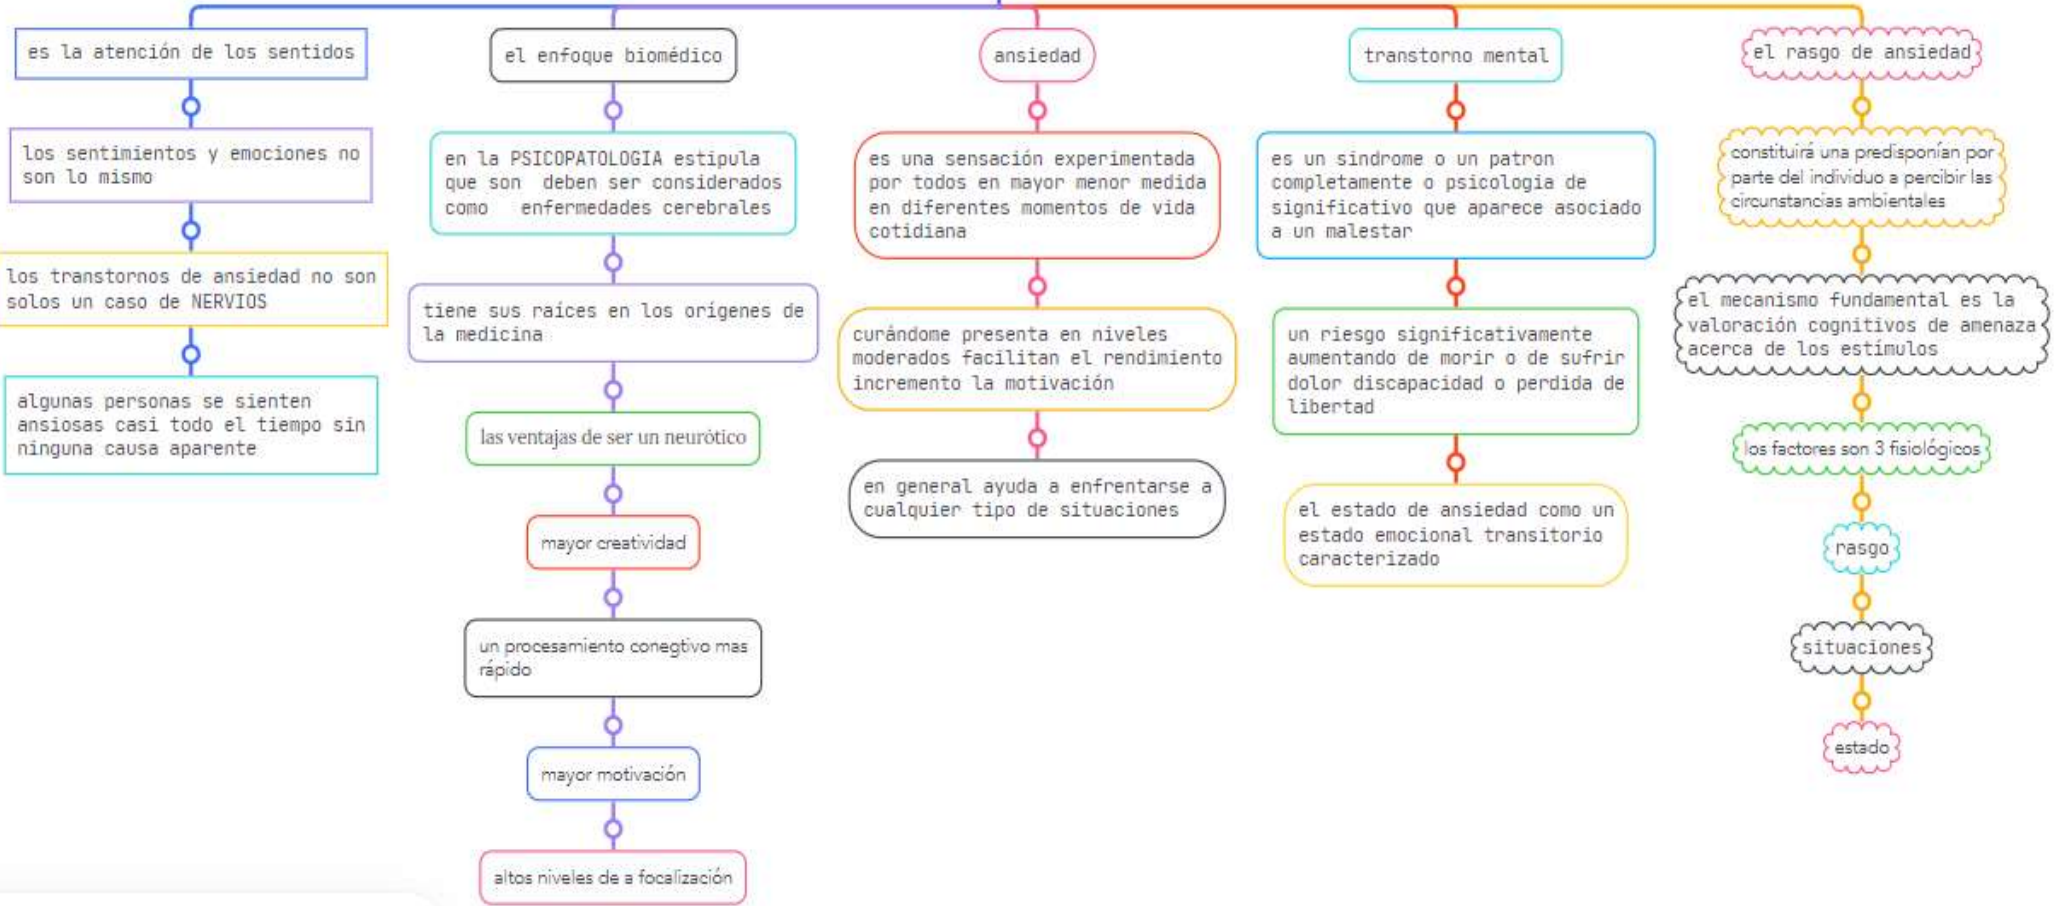 es la atención de los sentidos
los sentimientos y emociones no
son lo mismo
los transtornos de ansiedad no son
solos un caso de NERVIOS
algunas personas se sienten
ansiosas casi todo el tiempo sin
ninguna causa aparente
el enfoque biomédico
en la PSICOPATOLOGIA estipula
que son deben ser considerados
como enfermedades cerebrales
tiene sus raíces en los orígenes de
la medicina
las ventajas de ser un neurótico
mayor creatividad
un procesamiento conegtivo mas
rápido
mayor motivación
altos niveles de a focalización
ansiedad
es una sensación experimentada
por todos en mayor menor medida
en diferentes momentos de vida
cotidiana
curándome presenta en niveles
moderados facilitan el rendimiento
incremento la motivación
en general ayuda a enfrentarse a
cualquier tipo de situaciones
transtorno mental
es un sindrome o un patron
completamente o psicologia de
significativo que aparece asociado
a un malestar
un riesgo significativamente
aumentando de morir o de sufrir
dolor discapacidad o perdida de
libertad
el estado de ansiedad como un
estado emocional transitorio
caracterizado
el rasgo de ansiedad
constituirá una predisponían por
parte del individuo a percibir las
circunstancias ambientales
el mecanismo fundamental es la
valoración cognitivos de amenaza
acerca de los estímulos
los factores son 3 fisiológicos
rasgo
situaciones
estado